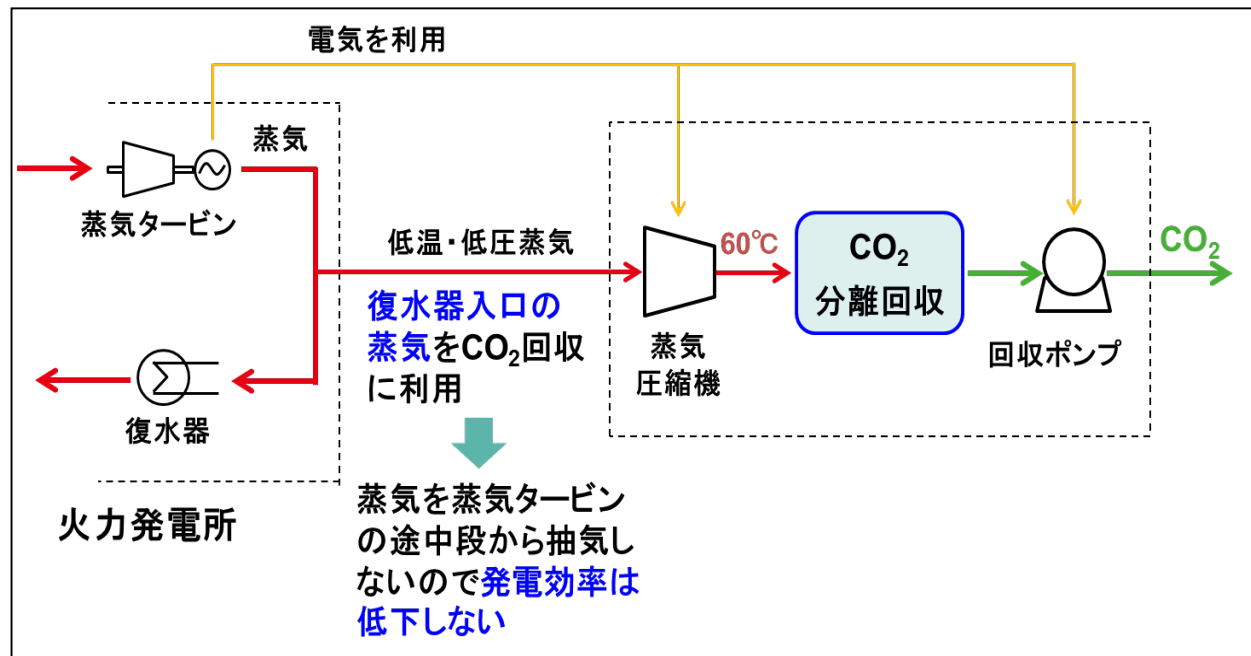 電気を利用
蒸気
蒸気タービン
低温・低圧蒸気
60℃
CO₂
分離回収
CO₂
復水器入口の
蒸気をCO₂回収
に利用
蒸気
圧縮機
回収ポンプ
復水器
火力発電所
蒸気を蒸気タービン
の途中段から抽気し
ないので発電効率は
低下しない